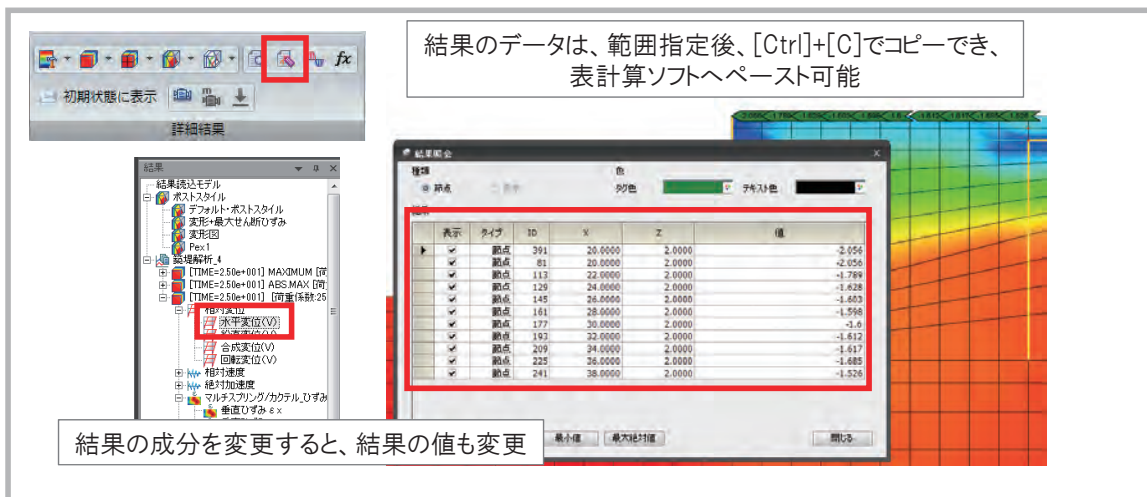 fx
初期状態に表示
詳細結果
結果のデータは、範囲指定後、[Ctrl]+[C]でコピーでき、
表計算ソフトへペースト可能
結果
結果読込モデル
ポストスタイル
デフォルト・ポストスタイル
変形+最大せん断ひずみ
変形図
Pex1
築堤解析_4
[TIME=2.50e+001] MAXIMUM [荷
[TIME=2.50e+001] ABS.MAX [荷
[TIME=2.50e+001] [荷重係数:25
相対変位
水平変位(V)
合成変位(V)
回転変位(V)
相対速度
絶対加速度
マルチスプリング/カクテル_ひずみ
垂直ひずみ εx
結果の成分を変更すると、結果の値も変更
結果照会
種類
節点
色
タグ色
テキスト色
表示 タイプ ID X Z 値
節点 391 20.0000 2.0000 -2.056
節点 81 20.0000 2.0000 -2.056
節点 113 22.0000 2.0000 -1.789
節点 129 24.0000 2.0000 -1.628
節点 145 26.0000 2.0000 -1.603
節点 161 28.0000 2.0000 -1.598
節点 177 30.0000 2.0000 -1.6
節点 193 32.0000 2.0000 -1.612
節点 209 34.0000 2.0000 -1.617
節点 225 36.0000 2.0000 -1.685
節点 241 38.0000 2.0000 -1.526
最小値 最大絶対値 閉じる